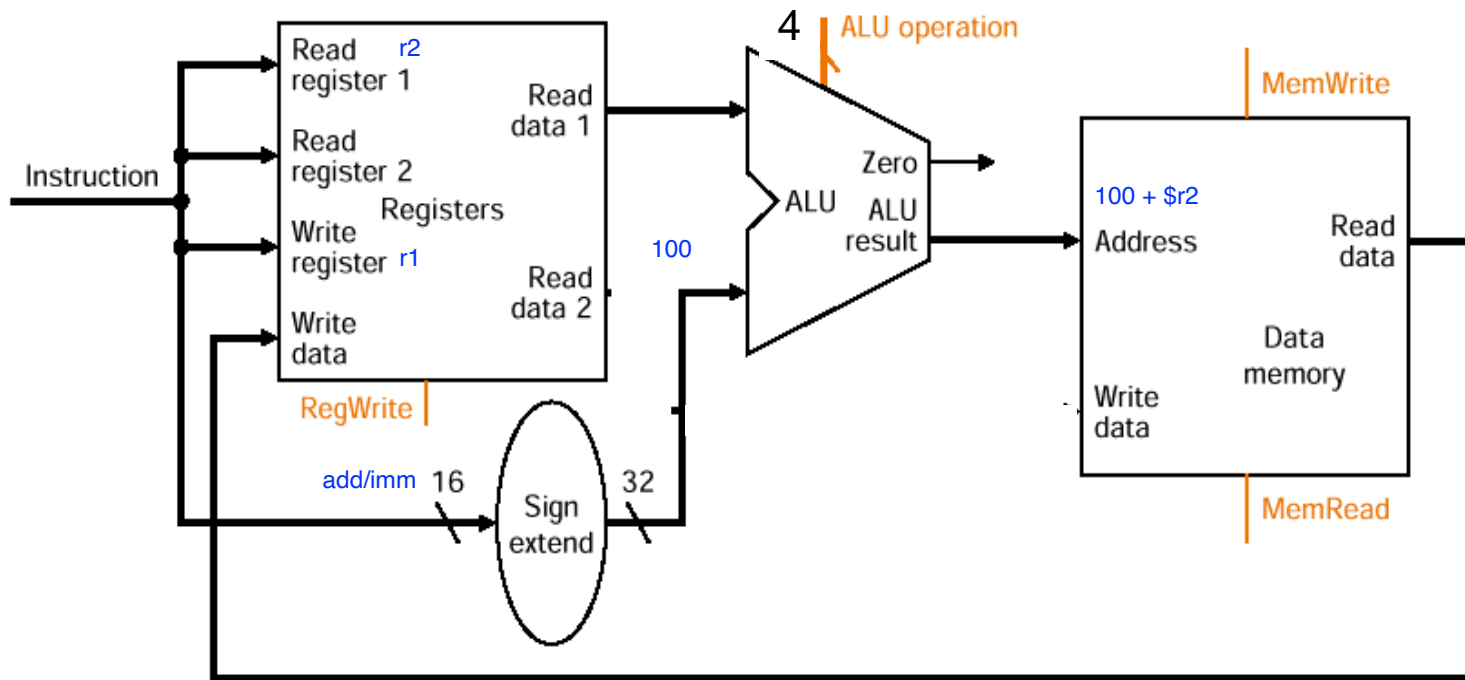 Instruction
Read
register 1
r2
Read
register 2
Registers
Write
register
r1
Write
data
Read
data 1
Read
data 2
RegWrite
add/imm
16
Sign
extend
32
100
4
ALU operation
Zero
ALU
ALU
result
MemWrite
100 + $r2
Address
Read
data
Data
memory
Write
data
MemRead